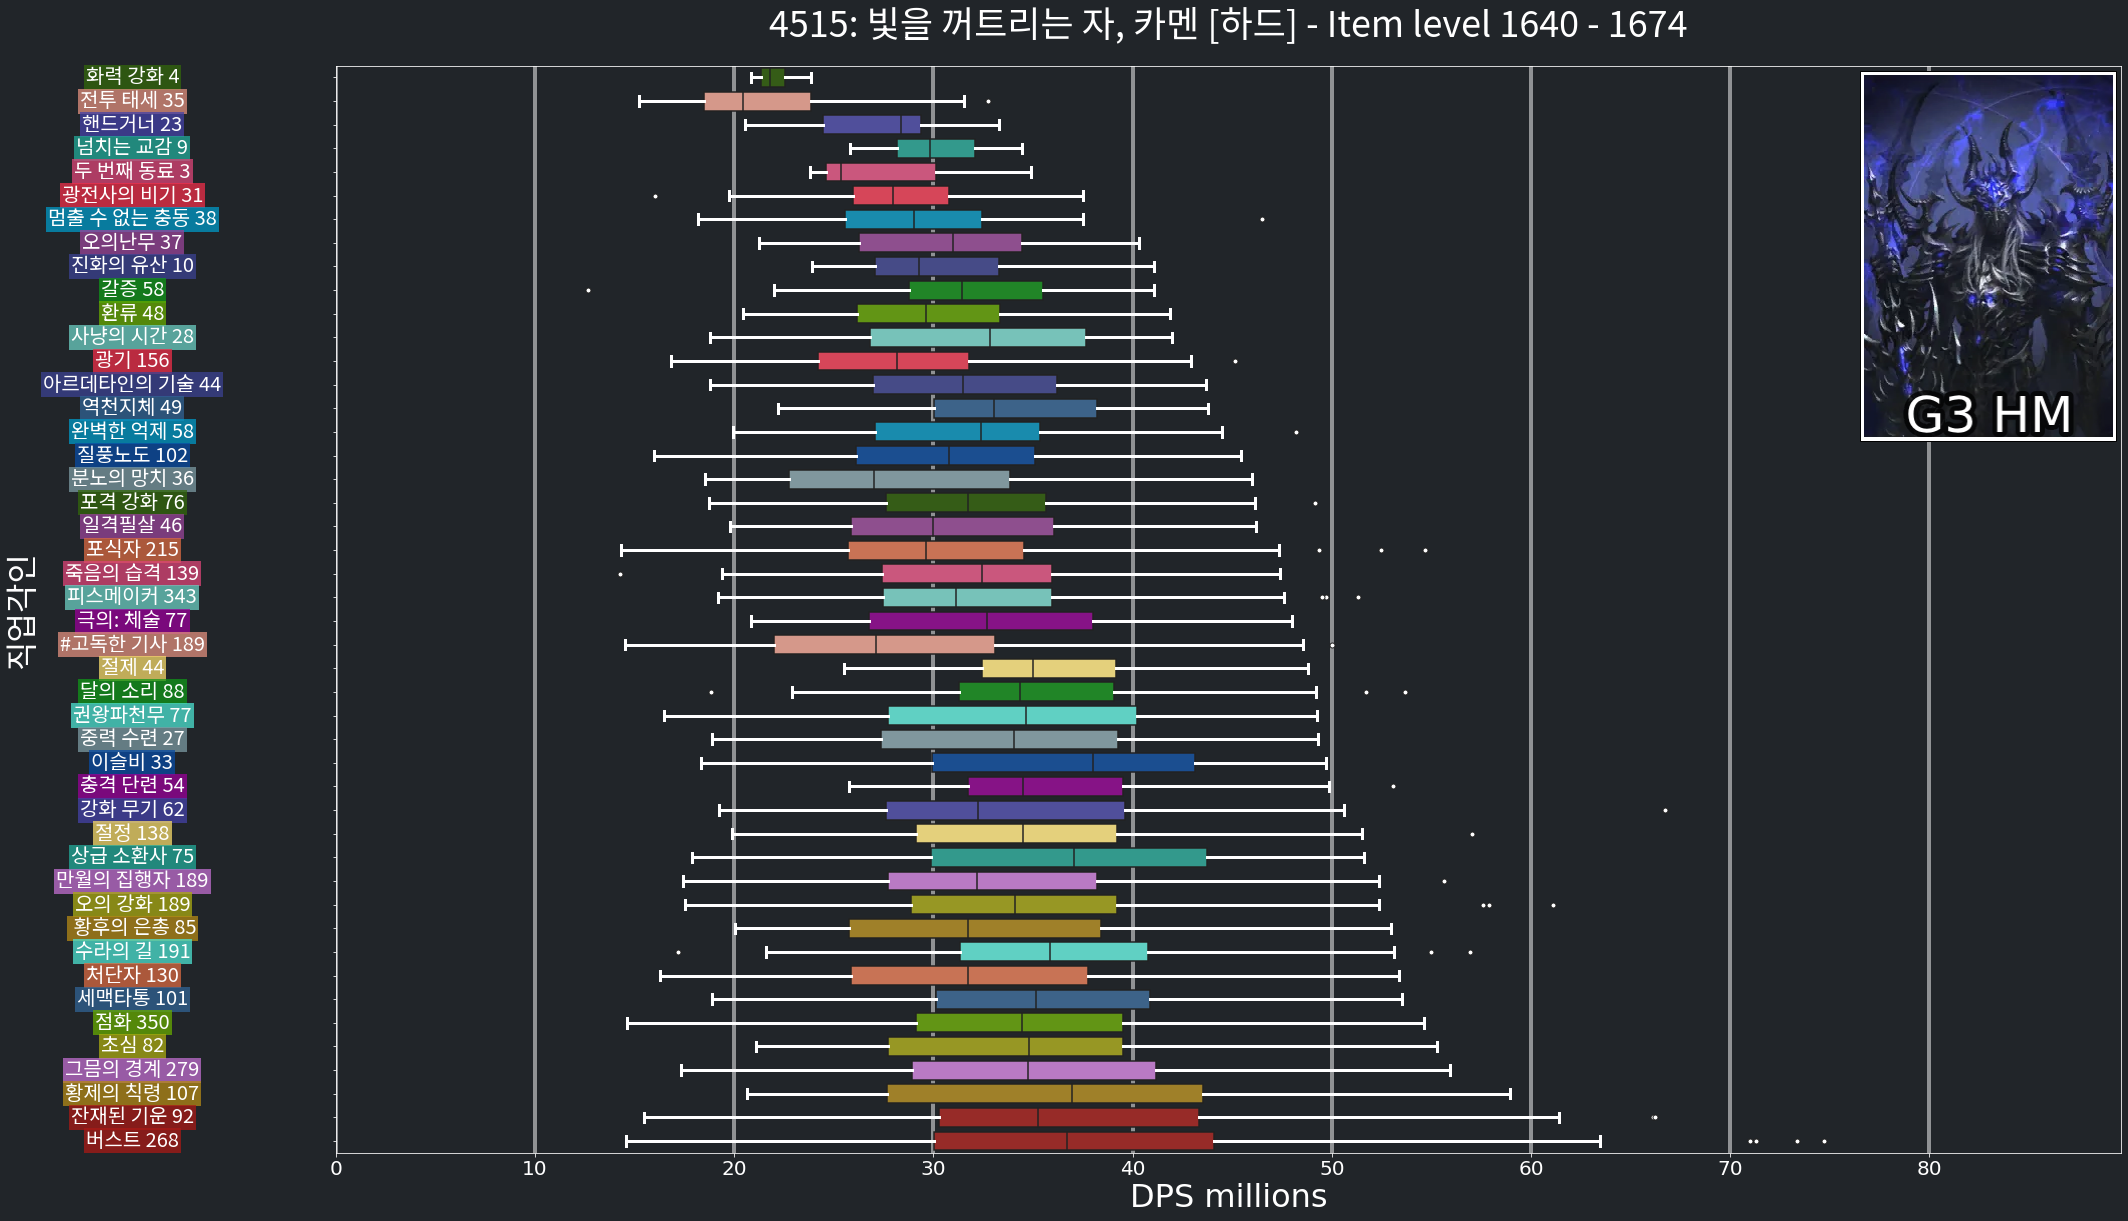 4515: 빛을 꺼트리는 자, 카멘 [하드] - Item level 1640 - 1674
직업각인
화력 강화 4
전투 태세 35
핸드거너 23
넘치는 교감 9
두 번째 동료 3
광전사의 비기 31
멈출 수 없는 충동 38
오의난무 37
진화의 유산 10
갈증 58
환류 48
사냥의 시간 28
광기 156
아르데타인의 기술 44
역천지체 49
완벽한 억제 58
질풍노도 102
분노의 망치 36
포격 강화 76
일격필살 46
포식자 215
죽음의 습격 139
피스메이커 343
극의: 체술 77
#고독한 기사 189
절제 44
달의 소리 88
권왕파천무 77
중력 수련 27
이슬비 33
충격 단련 54
강화 무기 62
절정 138
상급 소환사 75
만월의 집행자 189
오의 강화 189
황후의 은총 85
수라의 길 191
처단자 130
세맥타통 101
점화 350
초심 82
그믐의 경계 279
황제의 칙령 107
잔재된 기운 92
버스트 268
G3 HM
0 10 20 30 40 50 60 70 80
DPS millions